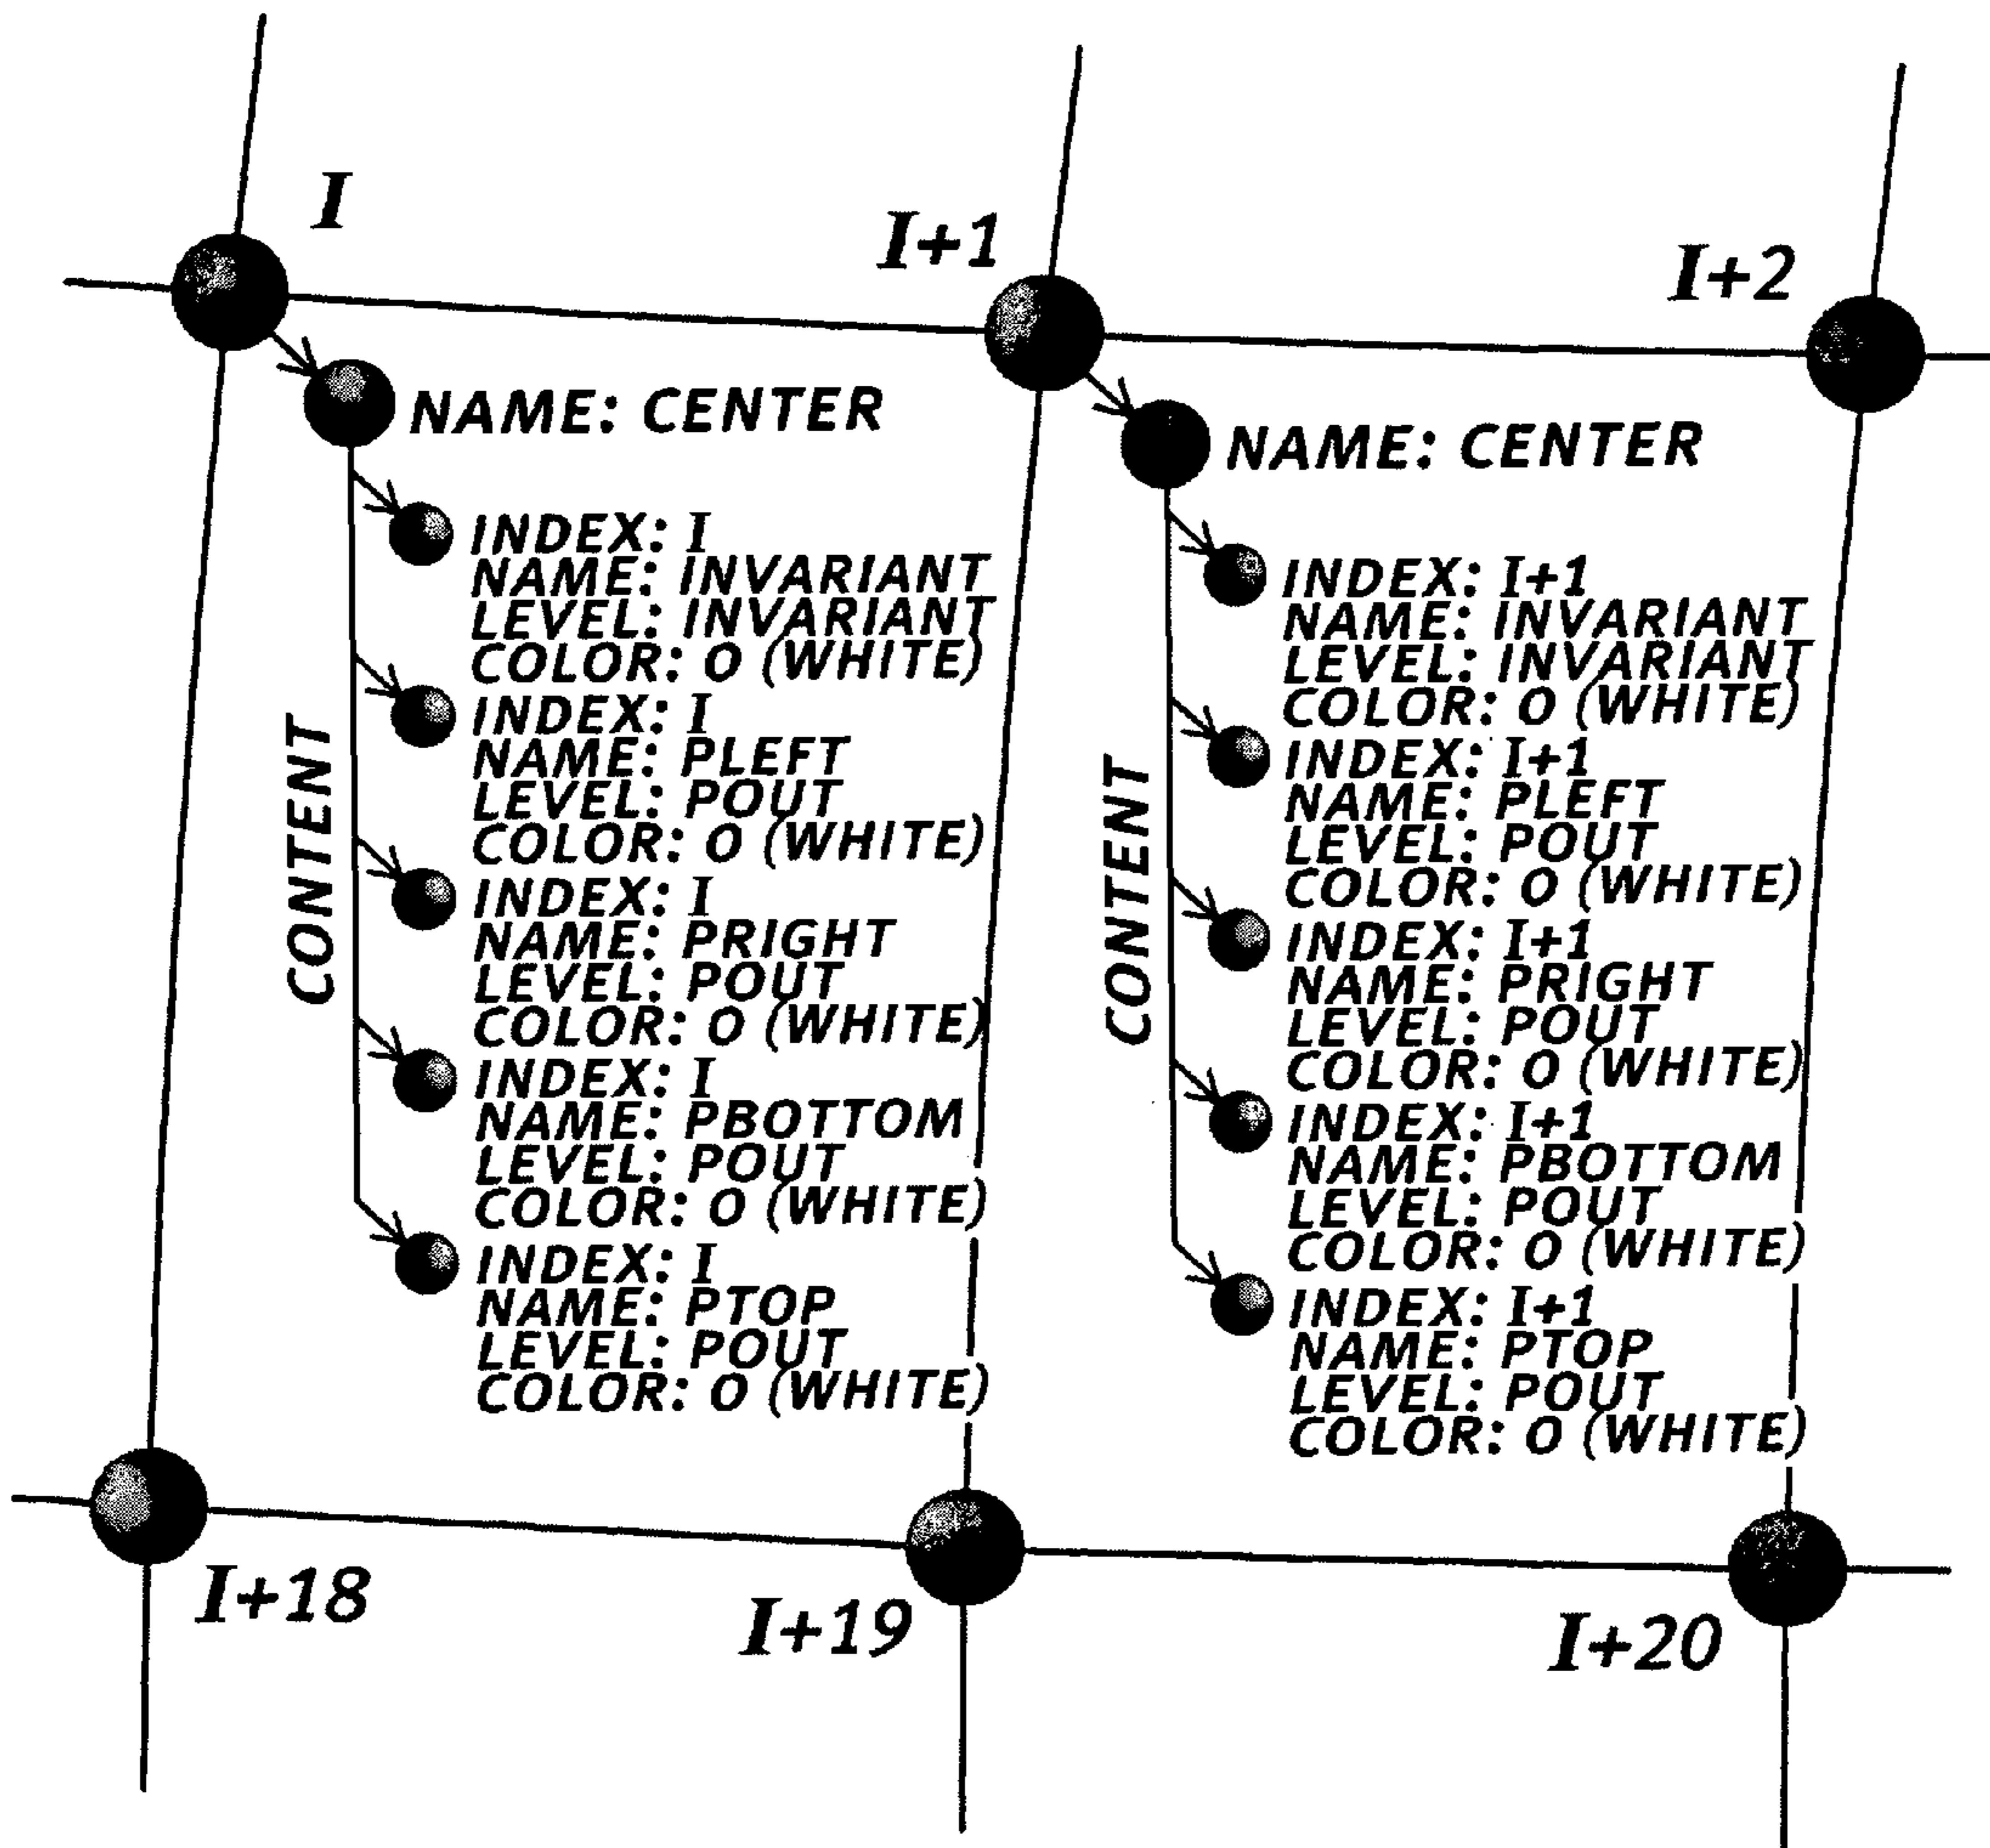 I
I+1
I+2
NAME: CENTER
CONTENT
INDEX: I
NAME: INVARIANT
LEVEL: INVARIANT
COLOR: 0 (WHITE)
INDEX: I
NAME: PLEFT
LEVEL: POUT
COLOR: 0 (WHITE)
INDEX: I
NAME: PRIGHT
LEVEL: POUT
COLOR: 0 (WHITE)
INDEX: I
NAME: PBOTTOM
LEVEL: POUT
COLOR: 0 (WHITE)
INDEX: I
NAME: PTOP
LEVEL: POUT
COLOR: 0 (WHITE)
NAME: CENTER
CONTENT
INDEX: I+1
NAME: INVARIANT
LEVEL: INVARIANT
COLOR: 0 (WHITE)
INDEX: I+1
NAME: PLEFT
LEVEL: POUT
COLOR: 0 (WHITE)
INDEX: I+1
NAME: PRIGHT
LEVEL: POUT
COLOR: 0 (WHITE)
INDEX: I+1
NAME: PBOTTOM
LEVEL: POUT
COLOR: 0 (WHITE)
INDEX: I+1
NAME: PTOP
LEVEL: POUT
COLOR: 0 (WHITE)
I+18
I+19
I+20